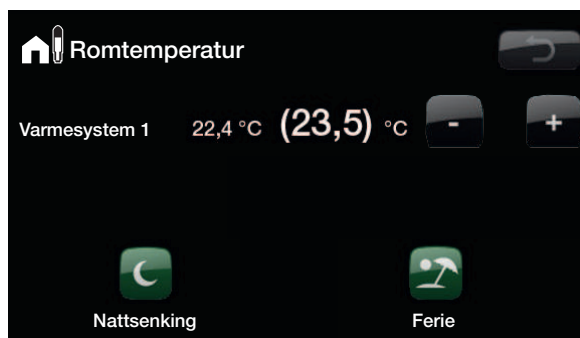 Romtemperatur
Varmesystem 1 22,4 °C (23,5) °C - +
Nattsenking Ferie